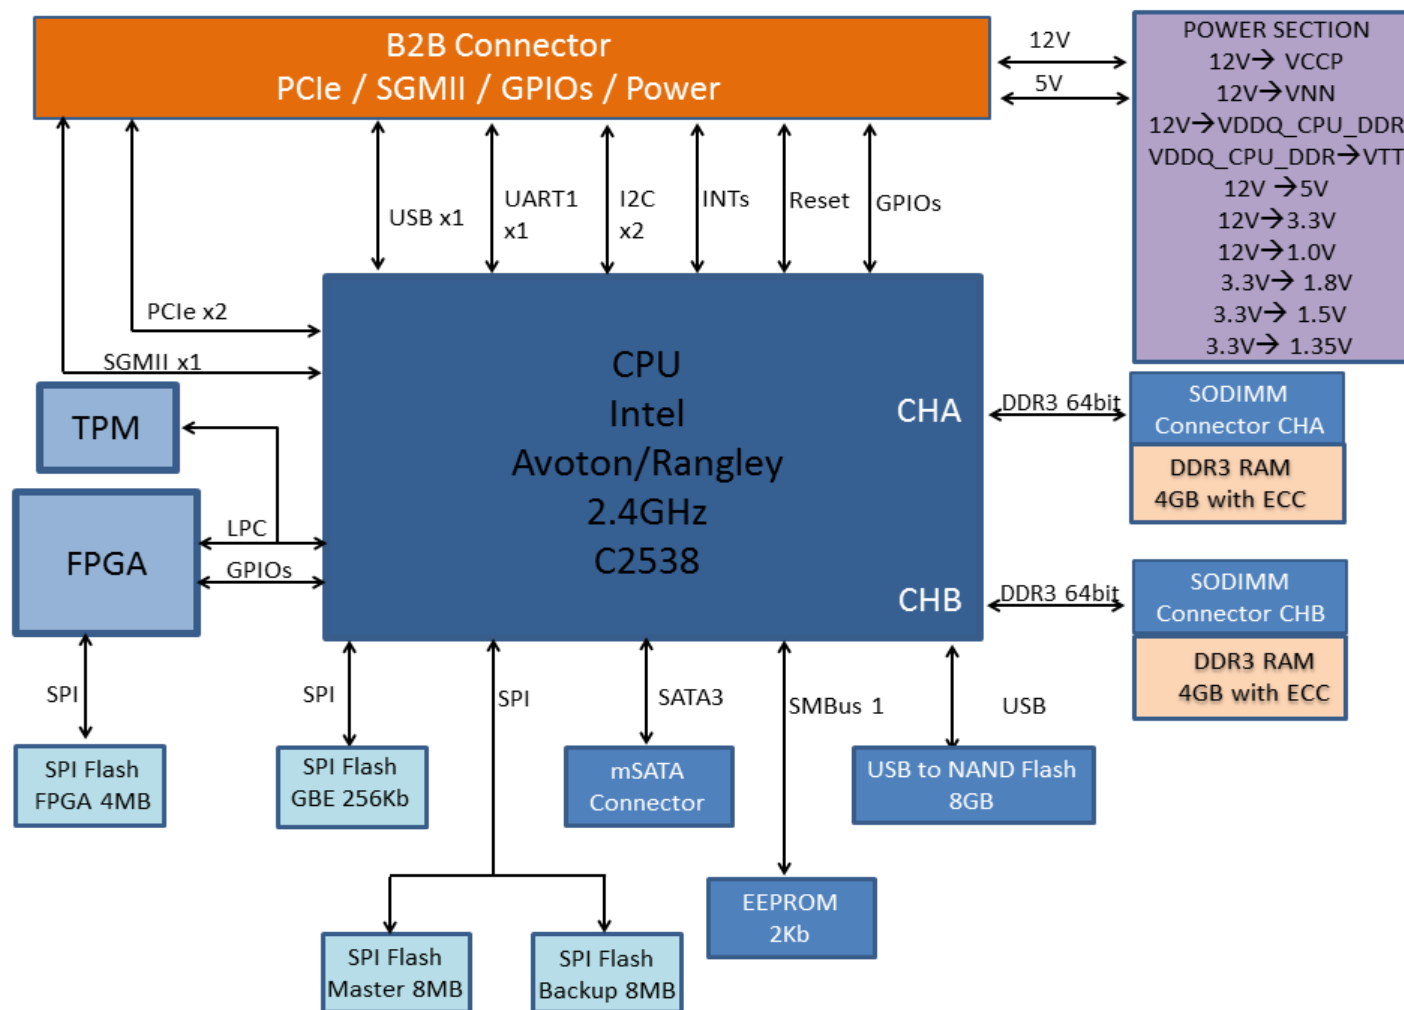 B2B Connector
PCIe / SGMII / GPIOs / Power
12V
5V
POWER SECTION
12V→ VCCP
12V→VNN
12V→VDDQ_CPU_DDR
VDDQ_CPU_DDR→VTT
12V →5V
12V→3.3V
12V→1.0V
3.3V→ 1.8V
3.3V→ 1.5V
3.3V→ 1.35V
USB x1
UART1
x1
I2C
x2
INTs
Reset
GPIOs
PCIe x2
SGMII x1
TPM
FPGA
LPC
GPIOs
CPU
Intel
Avoton/Rangley
2.4GHz
C2538
CHA
CHB
DDR3 64bit
SODIMM
Connector CHA
DDR3 RAM
4GB with ECC
DDR3 64bit
SODIMM
Connector CHB
DDR3 RAM
4GB with ECC
SPI
SPI
SPI
SATA3
SMBus 1
USB
SPI Flash
FPGA 4MB
SPI Flash
GBE 256Kb
mSATA
Connector
USB to NAND Flash
8GB
EEPROM
2Kb
SPI Flash
Master 8MB
SPI Flash
Backup 8MB